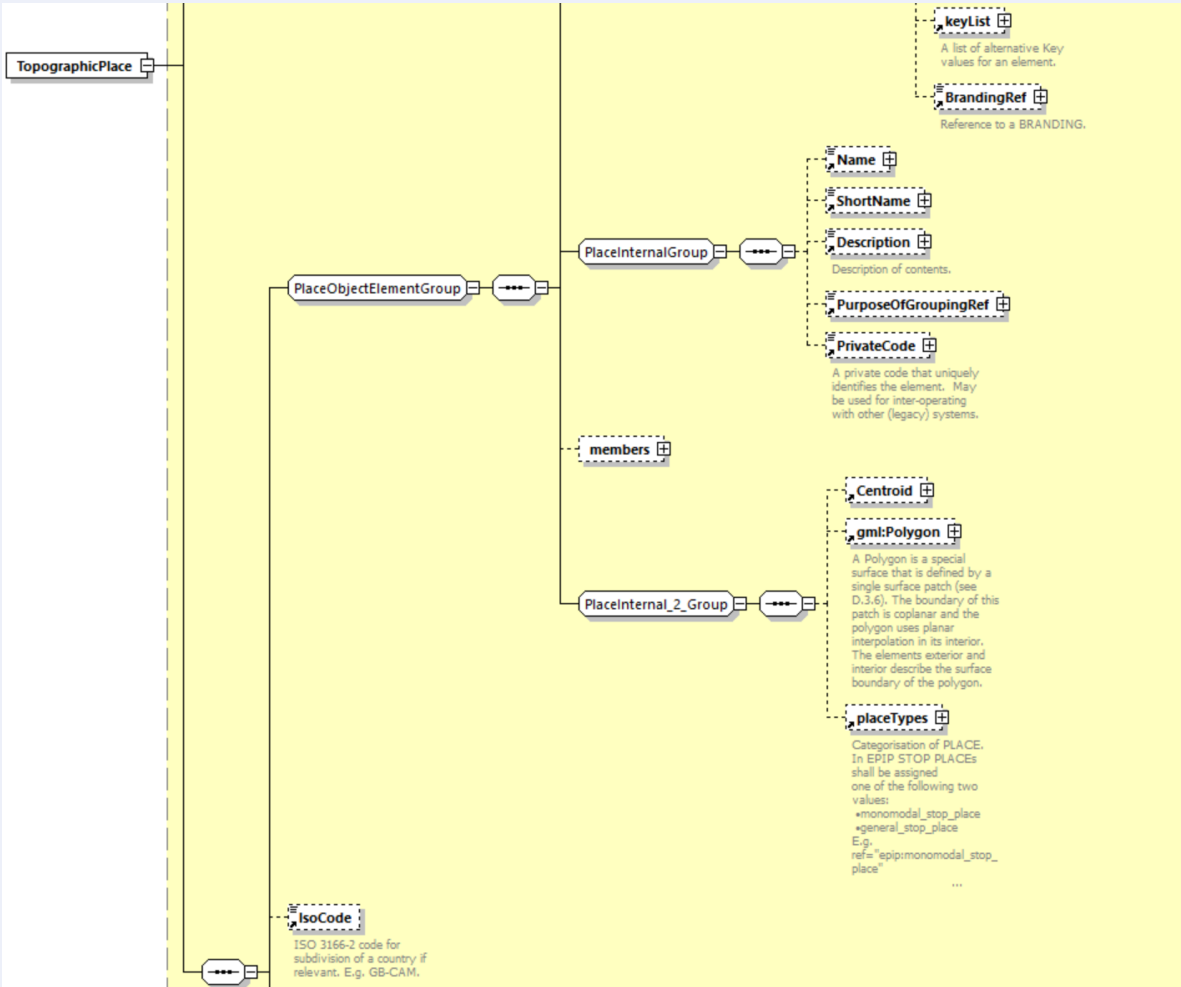 keyList
A list of alternative Key
values for an element.
TopographicPlace
BrandingRef
Reference to a BRANDING.
Name
ShortName
PlaceInternalGroup
Description
Description of contents.
PlaceObjectElementGroup
PurposeOfGroupingRef
PrivateCode
A private code that uniquely
identifies the element. May
be used for inter-operating
with other (legacy) systems.
members
Centroid
gml:Polygon
A Polygon is a special
surface that is defined by a
single surface patch (see
D.3.6). The boundary of this
patch is coplanar and the
polygon uses planar
interpolation in its interior.
The elements exterior and
interior describe the surface
boundary of the polygon.
PlaceInternal_2_Group
placeTypes
Categorisation of PLACE.
In EPIP STOP PLACEs
shall be assigned
one of the following two
values:
•monomodal_stop_place
•general_stop_place
E.g.
ref="epip:monomodal_stop_
place"
...
IsoCode
ISO 3166-2 code for
subdivision of a country if
relevant. E.g. GB-CAM.